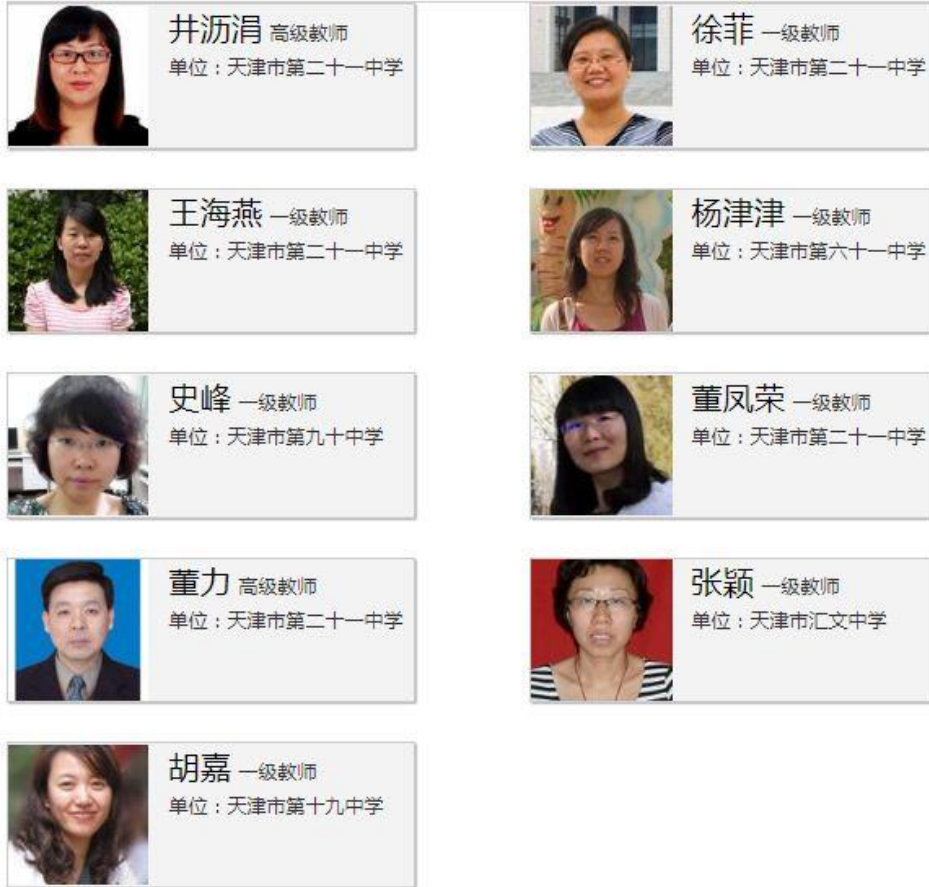 井沥涓 高级教师
单位：天津市第二十一中学
徐菲 一级教师
单位：天津市第二十一中学
王海燕 一级教师
单位：天津市第二十一中学
杨津津 一级教师
单位：天津市第六十一中学
史峰 一级教师
单位：天津市第九十中学
董凤荣 一级教师
单位：天津市第二十一中学
董力 高级教师
单位：天津市第二十一中学
张颖 一级教师
单位：天津市汇文中学
胡嘉 一级教师
单位：天津市第十九中学